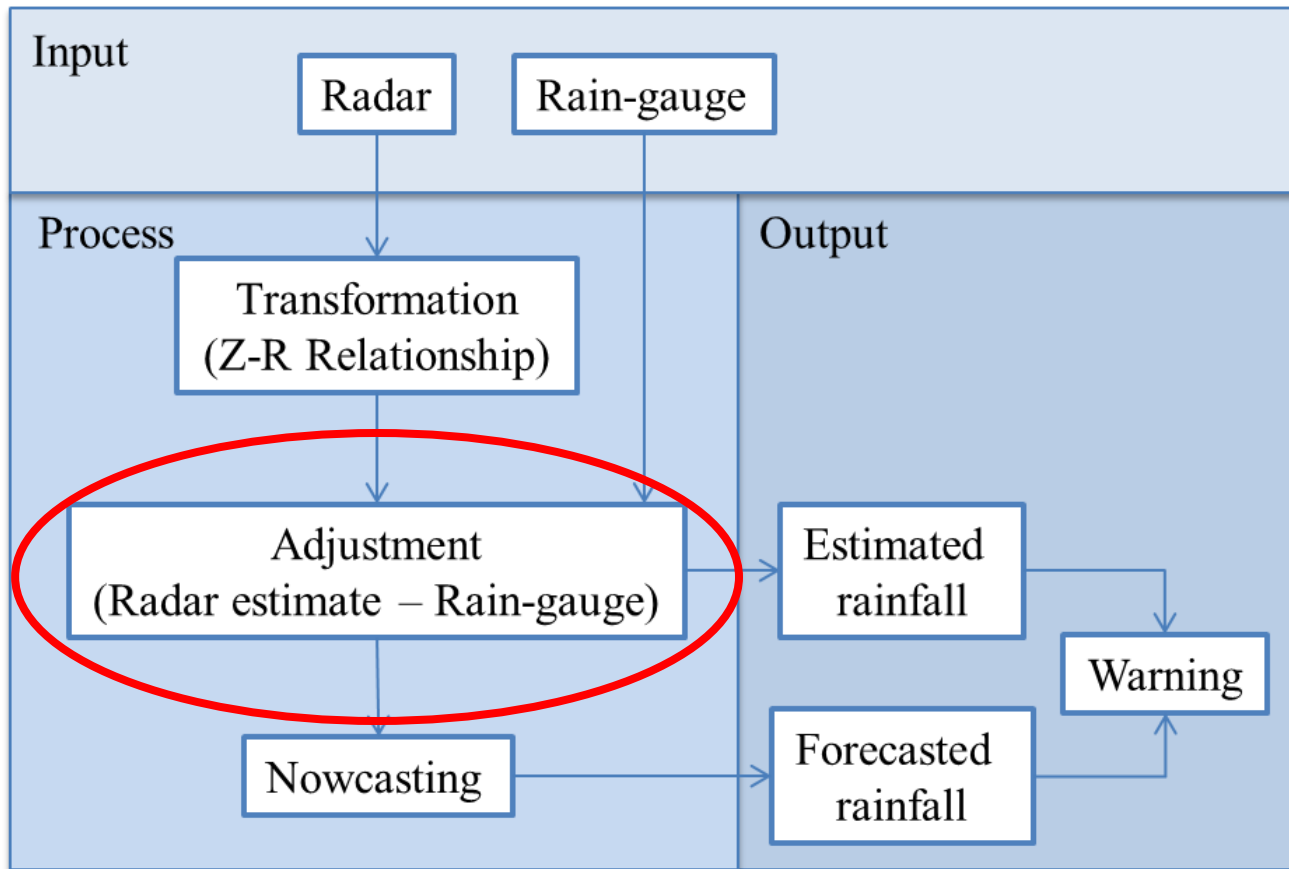 Input
Radar
Rain-gauge
Process
Output
Transformation
(Z-R Relationship)
Adjustment
(Radar estimate – Rain-gauge)
Estimated
rainfall
Warning
Nowcasting
Forecasted
rainfall